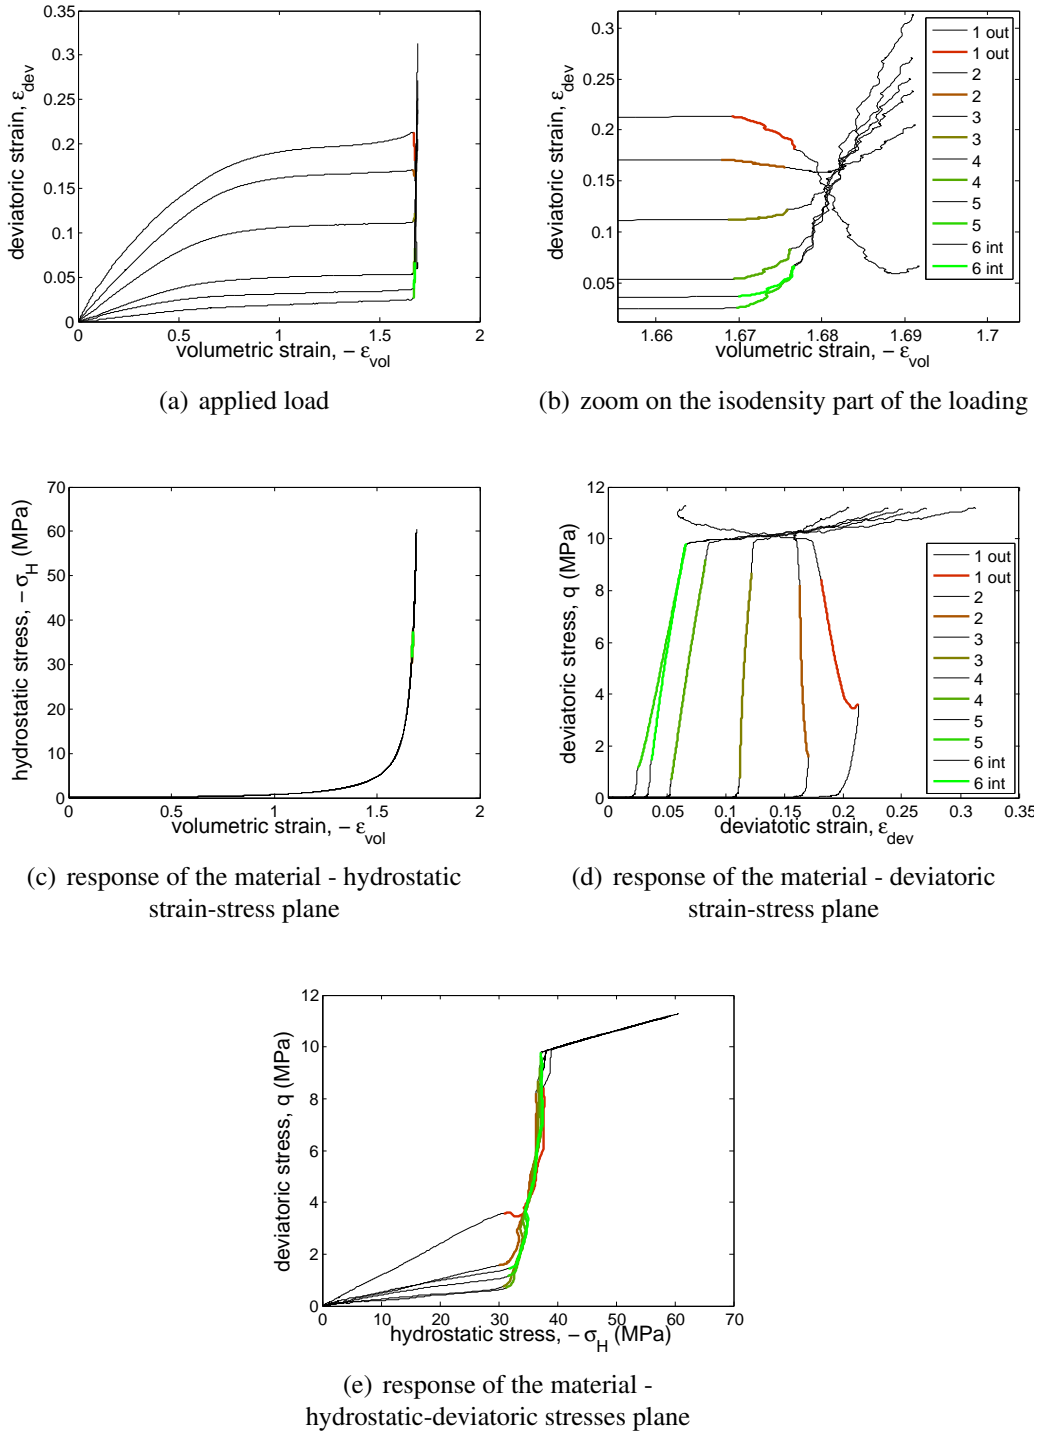 0.35
0.3
0.25
0.2
0.15
0.1
0.05
0
deviatoric strain, ε_dev
0 0.5 1 1.5 2
volumetric strain, − ε_vol
(a) applied load
0.3
0.25
0.2
0.15
0.1
0.05
deviatoric strain, ε_dev
1.66 1.67 1.68 1.69 1.7
volumetric strain, − ε_vol
1 out
1 out
2
2
3
3
4
4
5
5
6 int
6 int
(b) zoom on the isodensity part of the loading
70
60
50
40
30
20
10
0
hydrostatic stress, − σ_H (MPa)
0 0.5 1 1.5 2
volumetric strain, − ε_vol
(c) response of the material - hydrostatic
strain-stress plane
12
10
8
6
4
2
0
deviatoric stress, q (MPa)
0 0.05 0.1 0.15 0.2 0.25 0.3 0.35
deviatotic strain, ε_dev
1 out
1 out
2
2
3
3
4
4
5
5
6 int
6 int
(d) response of the material - deviatoric
strain-stress plane
12
10
8
6
4
2
0
deviatoric stress, q (MPa)
0 10 20 30 40 50 60 70
hydrostatic stress, − σ_H (MPa)
(e) response of the material -
hydrostatic-deviatoric stresses plane